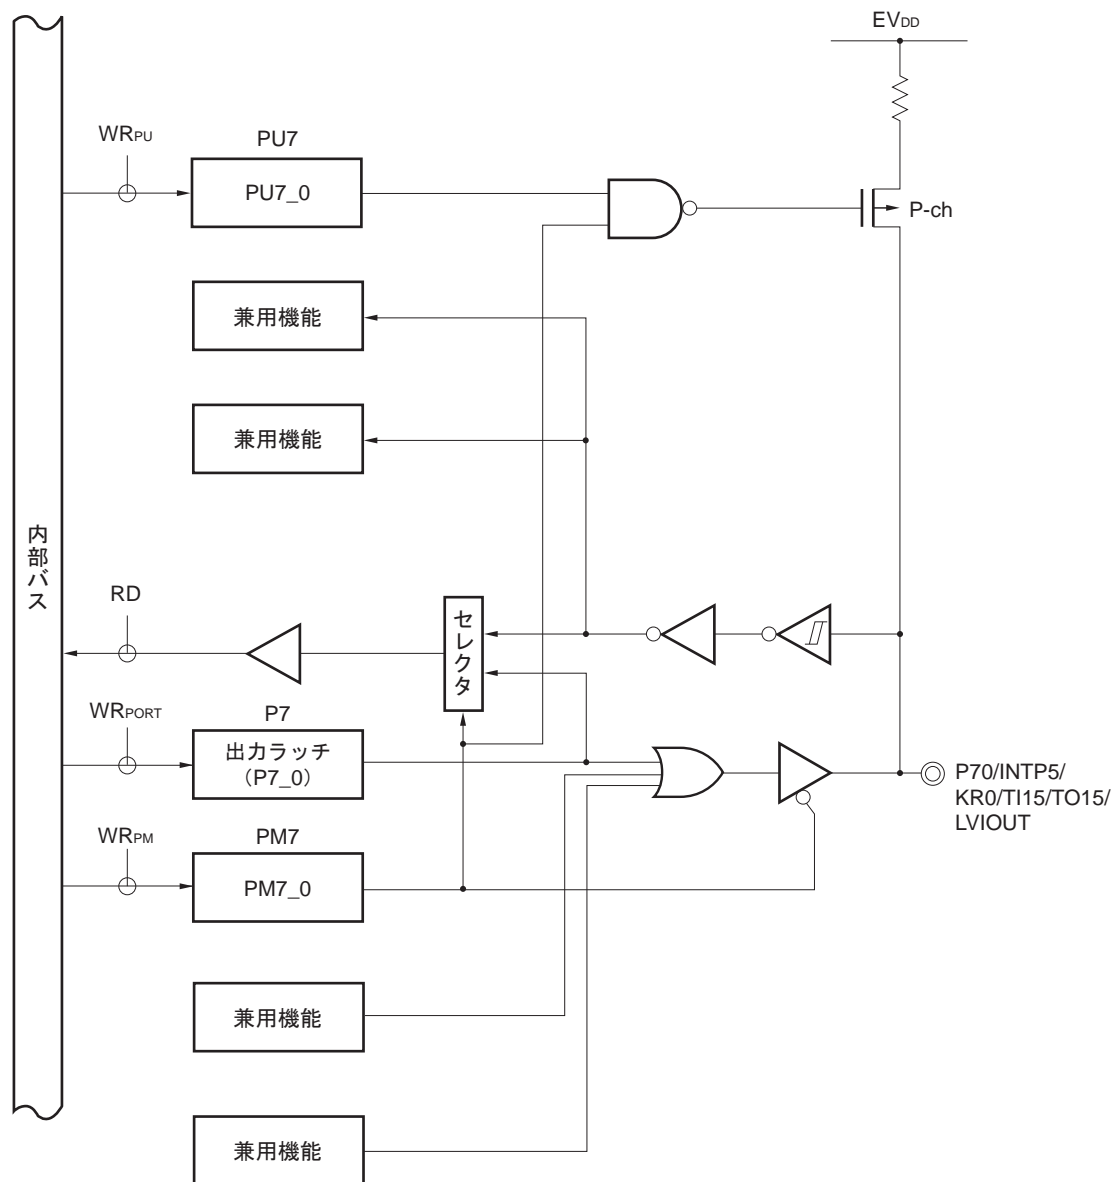 EVDD
WRPU
PU7
PU7_0
P-ch
兼用機能
兼用機能
内部バス
RD
セレクタ
WRPORT
P7
出力ラッチ
（P7_0）
P70/INTP5/
KR0/TI15/TO15/
LVIOUT
WRPM
PM7
PM7_0
兼用機能
兼用機能